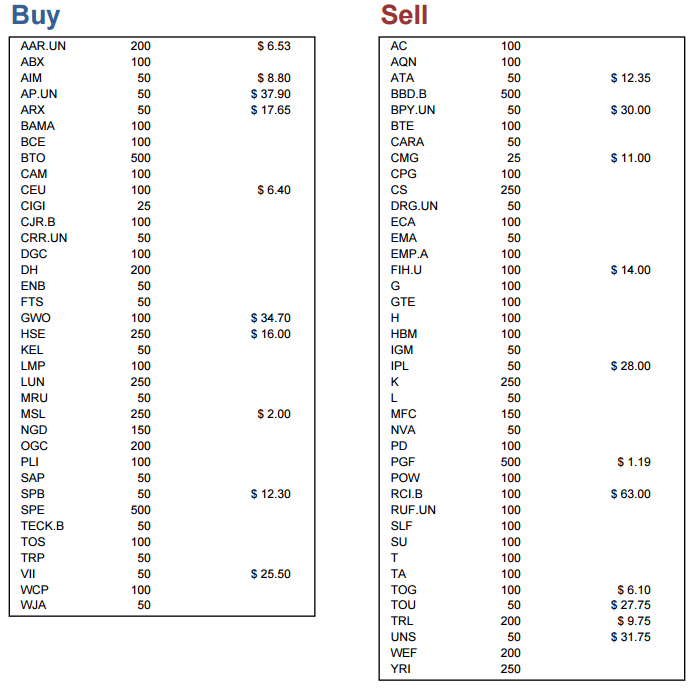 Buy
AAR.UN 200 $ 6.53
ABX 100
AIM 50 $ 8.80
AP.UN 50 $ 37.90
ARX 50 $ 17.65
BAMA 100
BCE 100
BTO 500
CAM 100
CEU 100 $ 6.40
CIGI 25
CJR.B 100
CRR.UN 50
DGC 100
DH 200
ENB 50
FTS 50
GWO 100 $ 34.70
HSE 250 $ 16.00
KEL 50
LMP 100
LUN 250
MRU 50
MSL 250 $ 2.00
NGD 150
OGC 200
PLI 100
SAP 50
SPB 50 $ 12.30
SPE 500
TECK.B 50
TOS 100
TRP 50
VII 50 $ 25.50
WCP 100
WJA 50
Sell
AC 100
AQN 100
ATA 50 $ 12.35
BBD.B 500
BPY.UN 50 $ 30.00
BTE 100
CARA 50
CMG 25 $ 11.00
CPG 100
CS 250
DRG.UN 50
ECA 100
EMA 50
EMP.A 100
FIH.U 100 $ 14.00
G 100
GTE 100
H 100
HBM 100
IGM 50
IPL 50 $ 28.00
K 250
L 50
MFC 150
NVA 50
PD 100
PGF 500 $ 1.19
POW 100
RCI.B 100 $ 63.00
RUF.UN 100
SLF 100
SU 100
T 100
TA 100
TOG 100 $ 6.10
TOU 50 $ 27.75
TRL 200 $ 9.75
UNS 50 $ 31.75
WEF 200
YRI 250